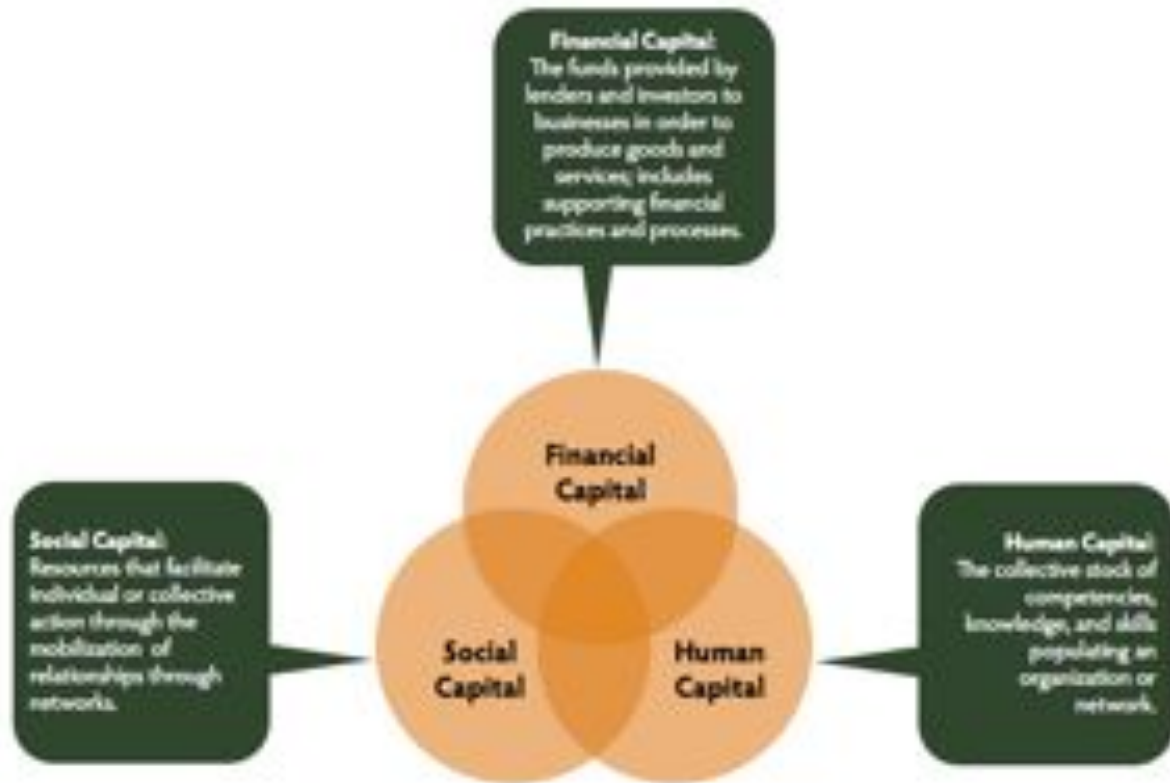 Financial Capital:
The funds provided by
lenders and investors to
businesses in order to
produce goods and
services; includes
supporting financial
practices and processes.
Financial
Capital
Social Capital:
Resources that facilitate
individual or collective
action through the
mobilization of
relationships through
networks.
Social
Capital
Human
Capital
Human Capital:
The collective stock of
competencies,
knowledge, and skills
populating an
organization or
network.